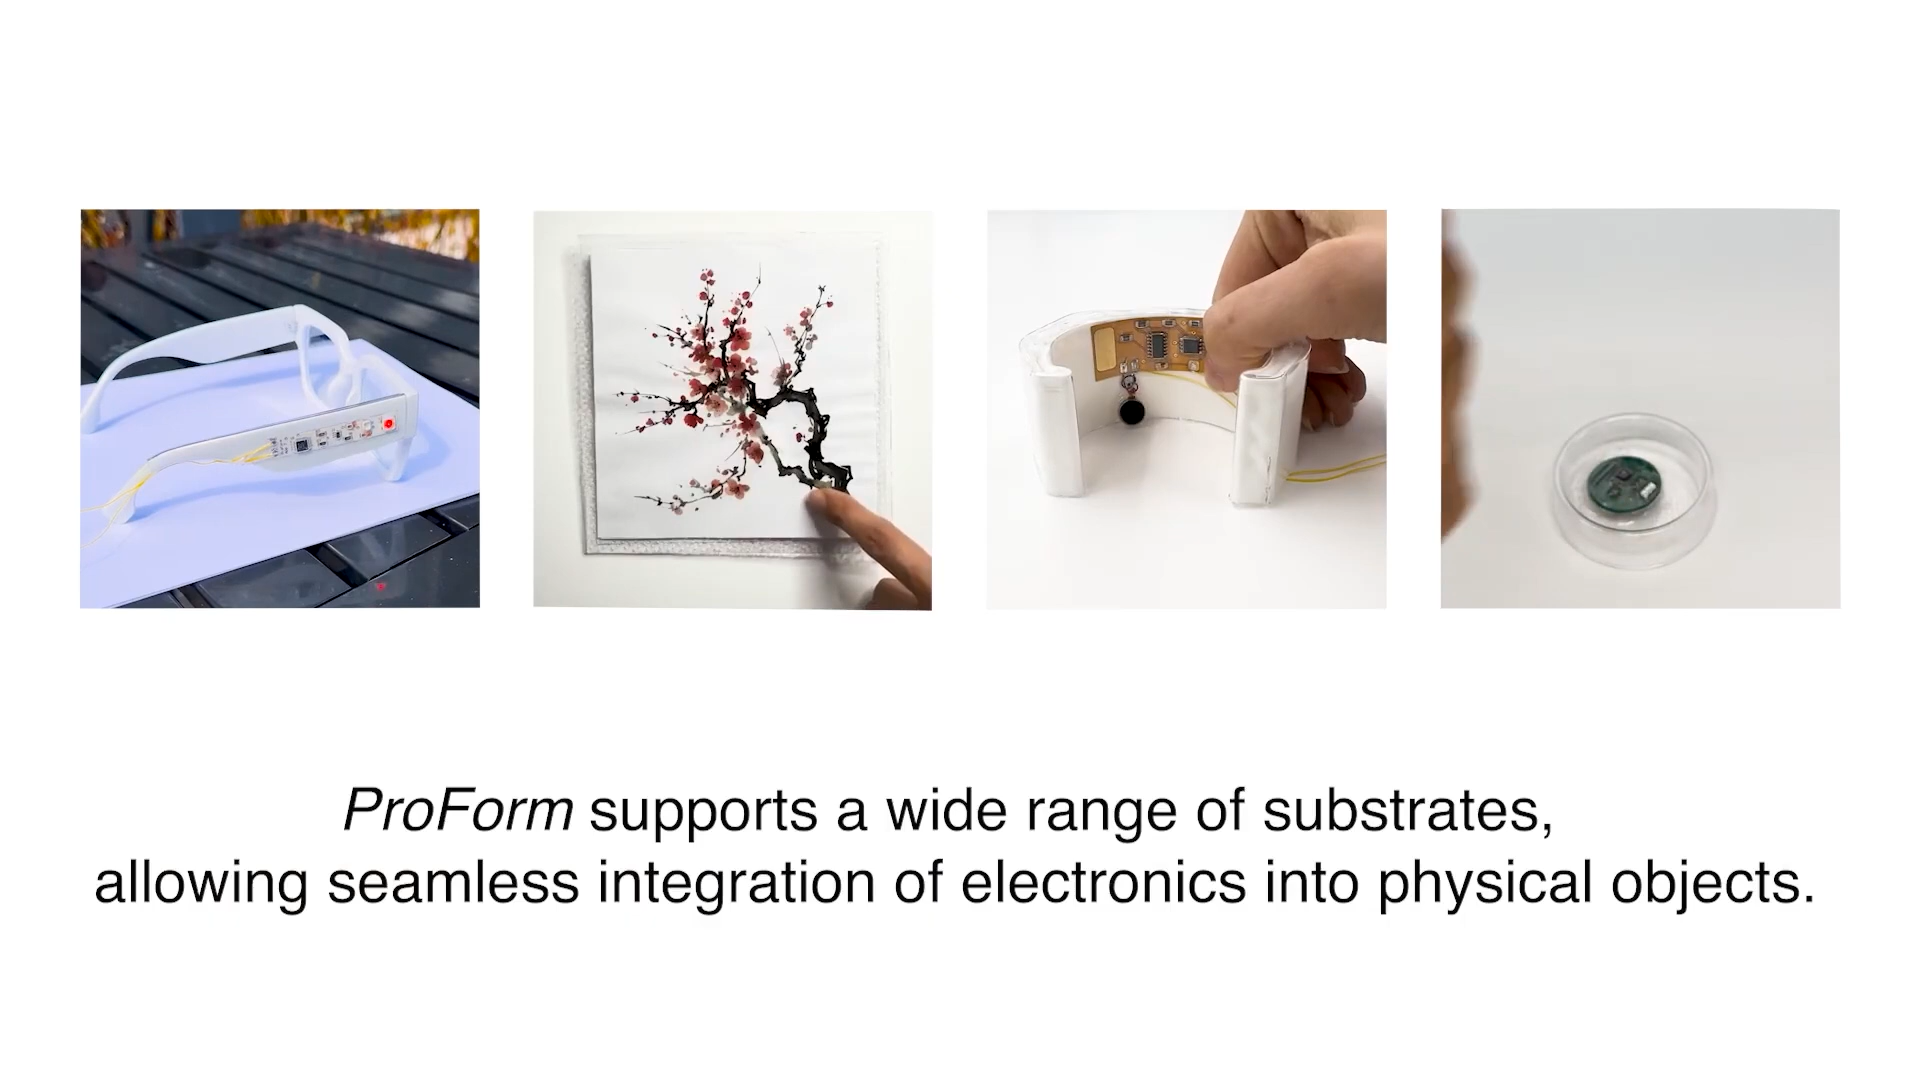 ProForm supports a wide range of substrates,
allowing seamless integration of electronics into physical objects.